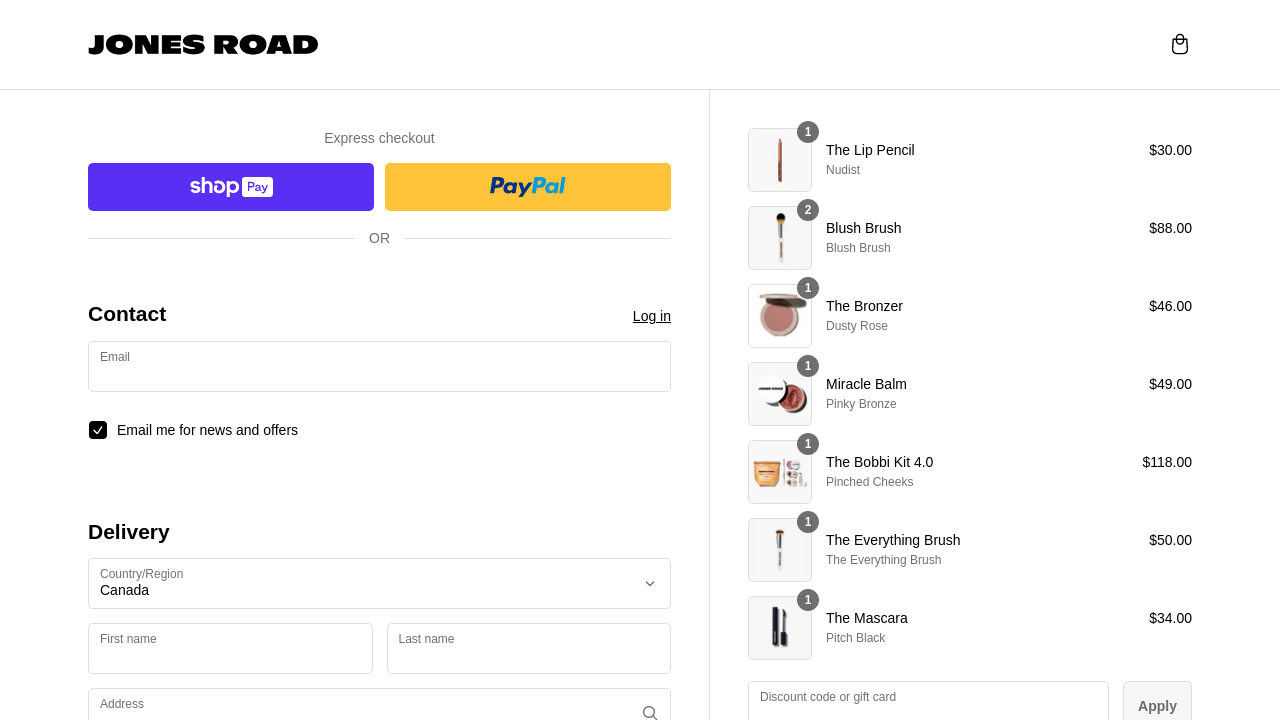 JONES ROAD
Express checkout
shop Pay
PayPal
OR
Contact
Log in
Email
Email me for news and offers
Delivery
Country/Region
Canada
First name
Last name
Address
1
The Lip Pencil
$30.00
Nudist
2
Blush Brush
$88.00
Blush Brush
1
The Bronzer
$46.00
Dusty Rose
1
JONES ROAD
Miracle Balm
$49.00
Pinky Bronze
1
The Bobbi Kit 4.0
$118.00
Pinched Cheeks
1
The Everything Brush
$50.00
The Everything Brush
1
The Mascara
$34.00
Pitch Black
Discount code or gift card
Apply